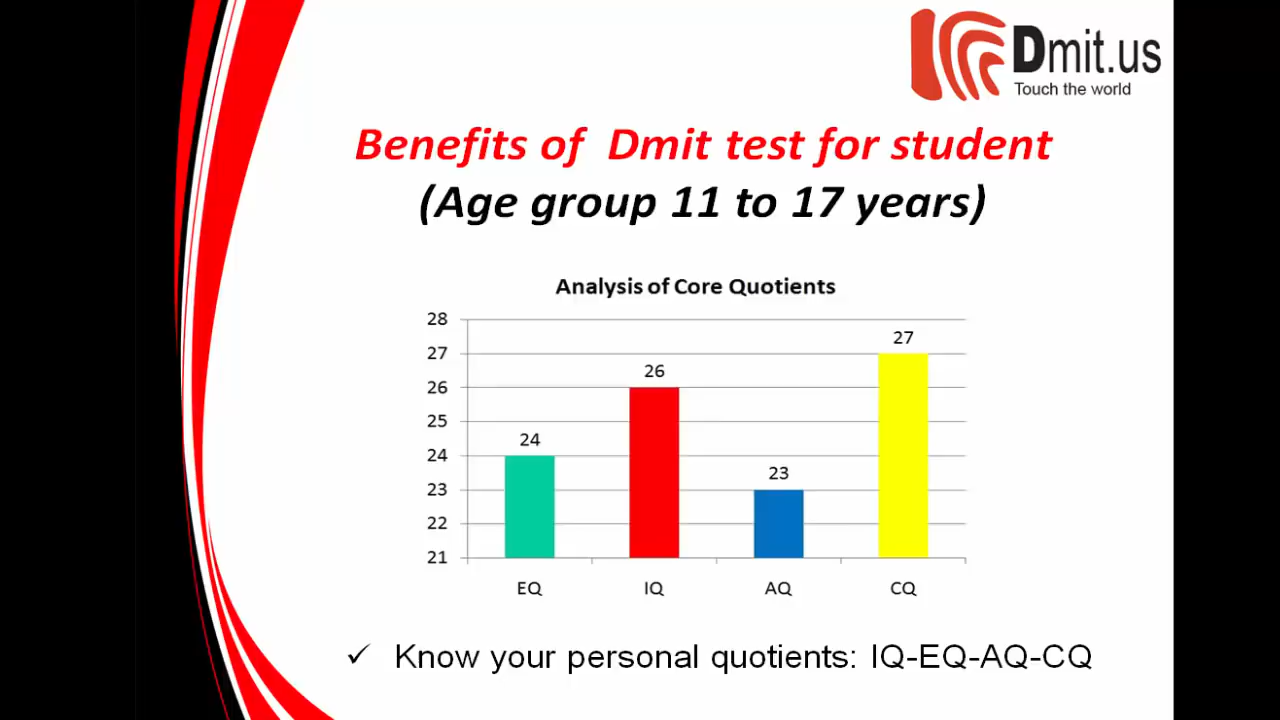 Dmit.us
Touch the world
Benefits of Dmit test for student
(Age group 11 to 17 years)
Analysis of Core Quotients
28
27
26
25
24
23
22
21
24
26
23
27
EQ IQ AQ CQ
✓ Know your personal quotients: IQ-EQ-AQ-CQ